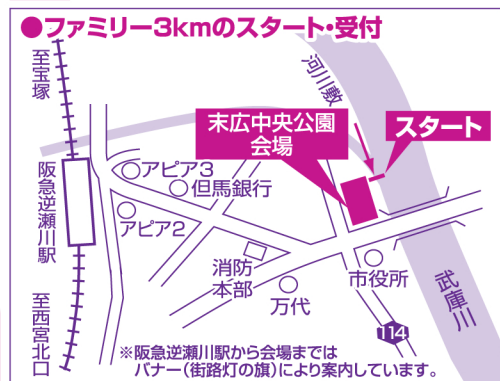 ●ファミリー3kmのスタート・受付
至宝塚
河川敷
末広中央公園
会場
スタート
阪急逆瀬川駅
アピア3
但馬銀行
アピア2
消防
本部
万代
市役所
武庫川
至西宮北口
114
※阪急逆瀬川駅から会場までは
バナー(街路灯の旗)により案内しています。